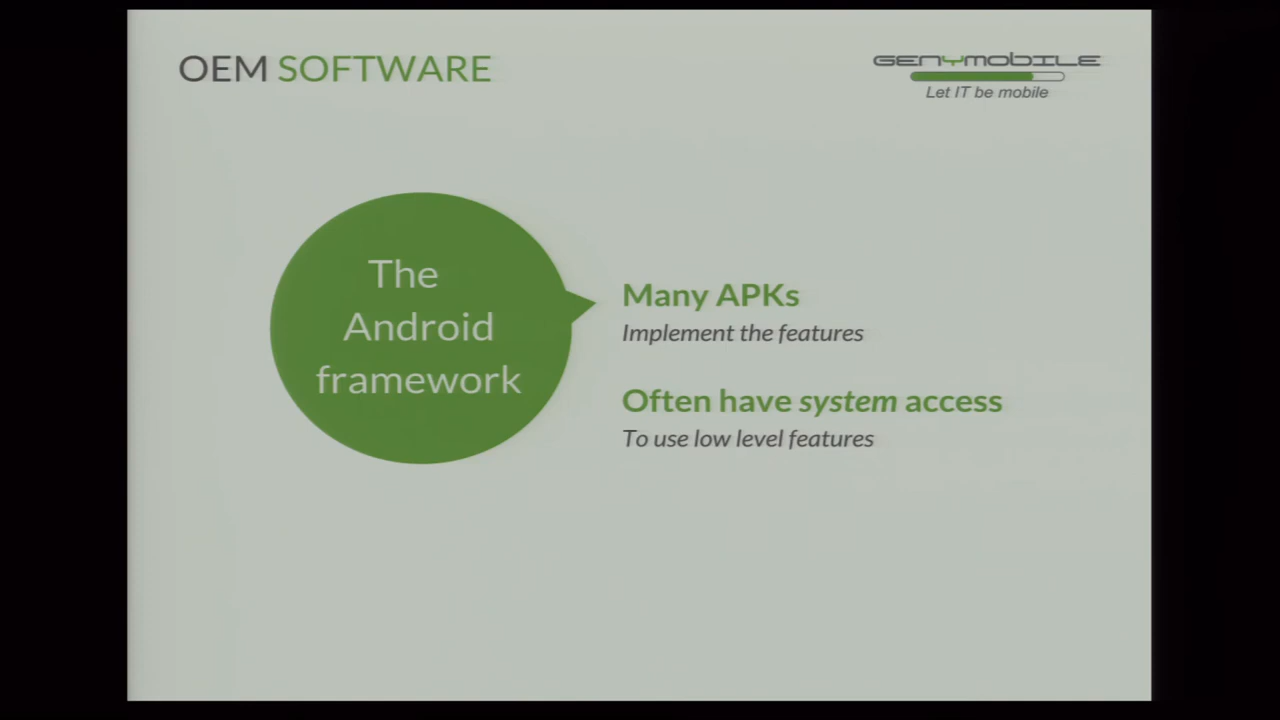 OEM SOFTWARE
GENYMOBILE
Let IT be mobile
The
Android
framework
Many APKs
Implement the features
Often have system access
To use low level features